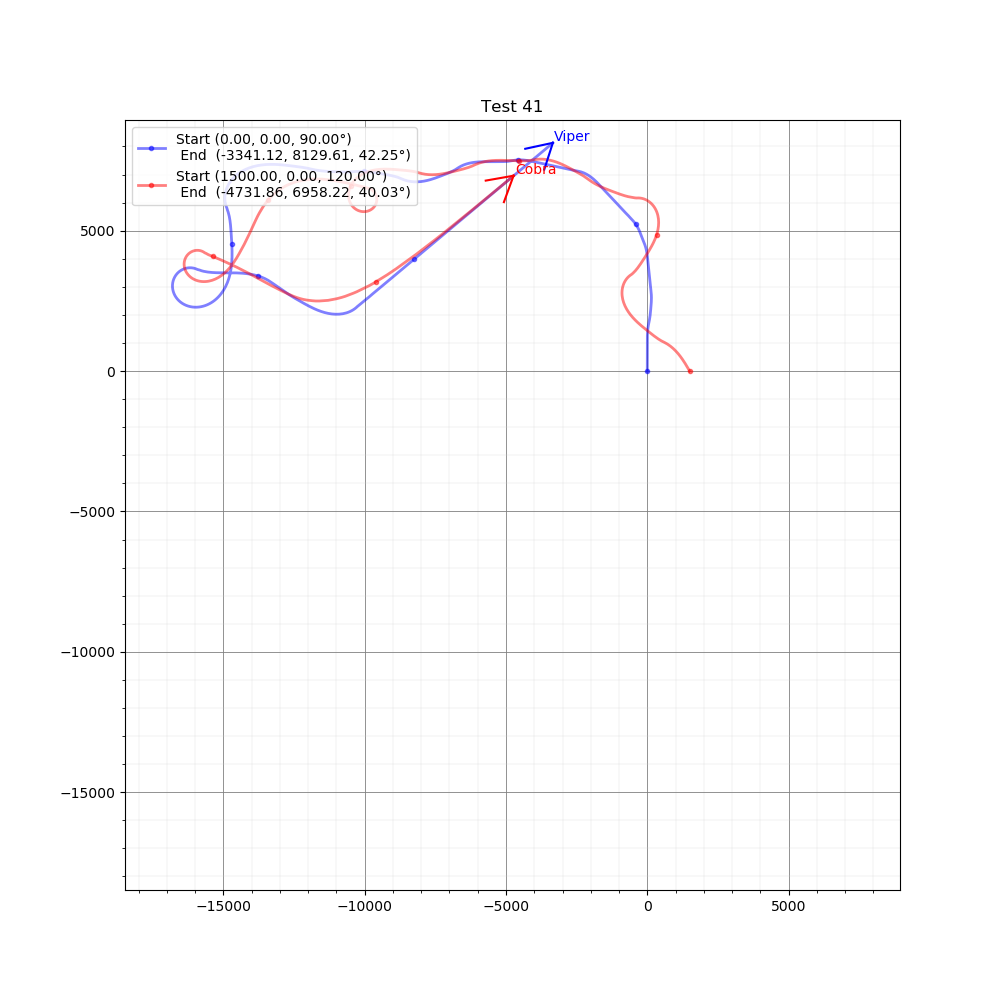 Test 41
Start (0.00, 0.00, 90.00°)
End  (-3341.12, 8129.61, 42.25°)
Start (1500.00, 0.00, 120.00°)
End  (-4731.86, 6958.22, 40.03°)
Viper
Cobra
5000
0
−5000
−10000
−15000
−15000
−10000
−5000
0
5000